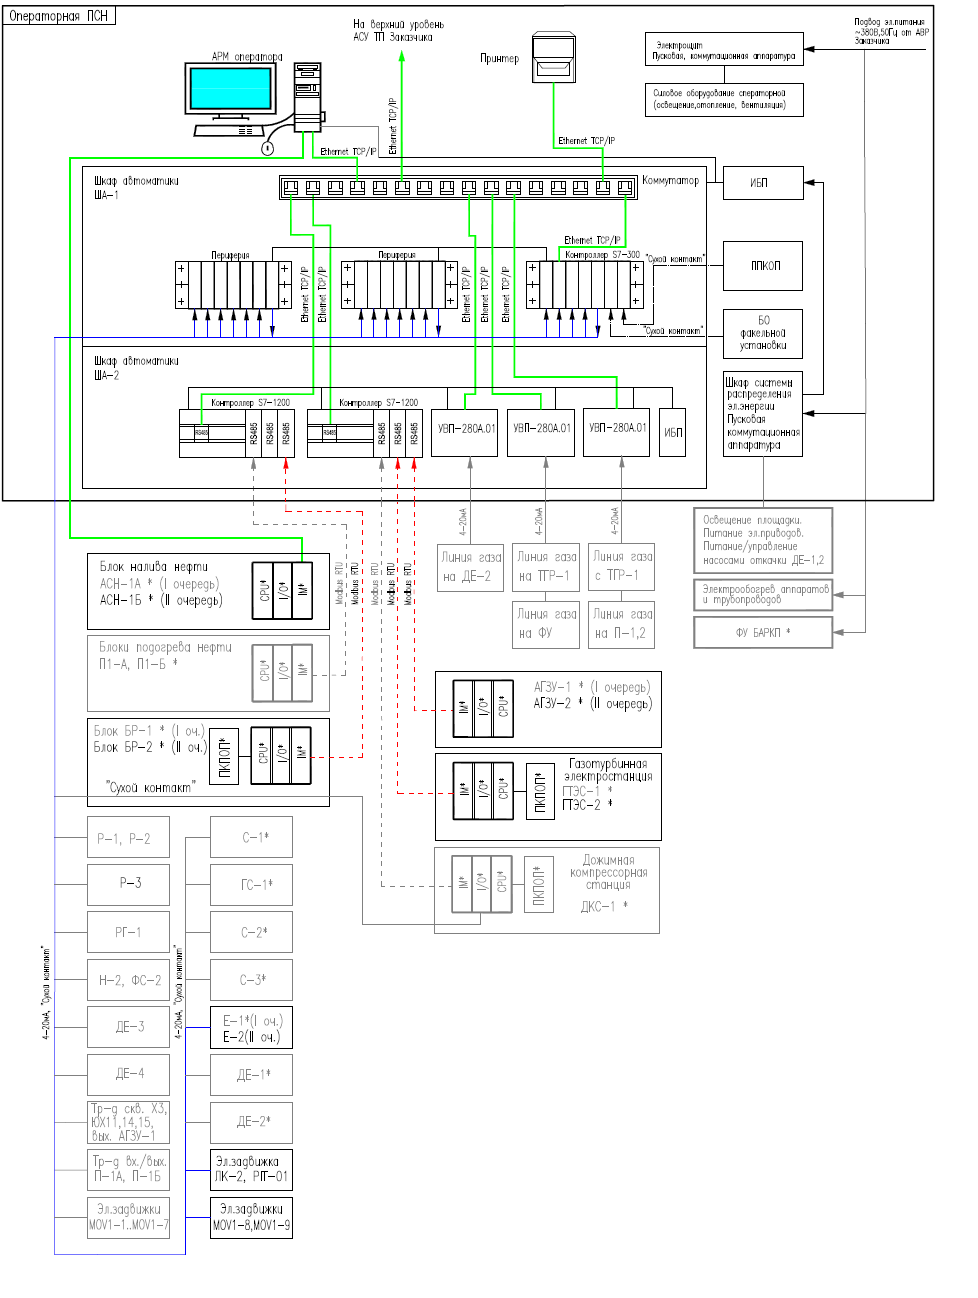 Операторная ПСН
На верхний уровень
АСУ ТП Заказчика
Принтер
АРМ оператора
Подвод эл.питания
~380В,50Гц от АВР
Заказчика
Электрощит
Пусковая, коммутационная аппаратура
Силовое оборудование операторной
(освещение,отопление, вентиляция)
Ethernet TCP/IP
Ethernet TCP/IP
Ethernet TCP/IP
Шкаф автоматики
ША-1
Коммутатор
ИБП
Ethernet TCP/IP
Периферия
Периферия
Контроллер S7-300
"Сухой контакт"
ППКОП
Ethernet TCP/IP
Ethernet TCP/IP
Ethernet TCP/IP
Ethernet TCP/IP
Ethernet TCP/IP
"Сухой контакт"
БО
факельной
установки
Шкаф автоматики
ША-2
Шкаф системы
распределения
эл.энергии
Пусковая
коммутационная
аппаратура
Контроллер S7-1200
Контроллер S7-1200
RS485
RS485
RS485
RS485
RS485
RS485
RS485
RS485
УВП-280А.01
УВП-280А.01
УВП-280А.01
ИБП
4-20мА
4-20мА
4-20мА
Линия газа
на ДЕ-2
Линия газа
на ТГР-1
Линия газа
с ТГР-1
Линия газа
на ФУ
Линия газа
на П-1,2
Освещение площадки.
Питание эл.приводов.
Питание/управление
насосами откачки ДЕ-1,2
Электрообогрев аппаратов
и трубопроводов
ФУ БАРКП *
Блок налива нефти
АСН-1А * (I очередь)
АСН-1Б * (II очередь)
CPU*
I/O*
IM*
Modbus RTU
Modbus RTU
Modbus RTU
Modbus RTU
Modbus RTU
Блоки подогрева нефти
П1-А, П1-Б *
CPU*
I/O*
IM*
Блок БР-1 * (I оч.)
Блок БР-2 * (II оч.)
ПКПОП*
CPU*
I/O*
IM*
"Сухой контакт"
IM*
I/O*
CPU*
АГЗУ-1 * (I очередь)
АГЗУ-2 * (II очередь)
IM*
I/O*
CPU*
ПКПОП*
Газотурбинная
электростанция
ГТЭС-1 *
ГТЭС-2 *
IM*
I/O*
CPU*
ПКПОП*
Дожимная
компрессорная
станция
ДКС-1 *
4-20мА, "Сухой контакт"
4-20мА, "Сухой контакт"
Р-1, Р-2
С-1*
Р-3
ГС-1*
РГ-1
С-2*
Н-2, ФС-2
С-3*
ДЕ-3
Е-1*(I оч.)
Е-2(II оч.)
ДЕ-4
ДЕ-1*
Тр-д скв. Х3,
ЮХ11,14,15,
вых. АГЗУ-1
ДЕ-2*
Тр-д вх./вых.
П-1А, П-1Б
Эл.задвижка
ЛК-2, РІТ-01
Эл.задвижки
MOV1-1..MOV1-7
Эл.задвижки
MOV1-8,MOV1-9